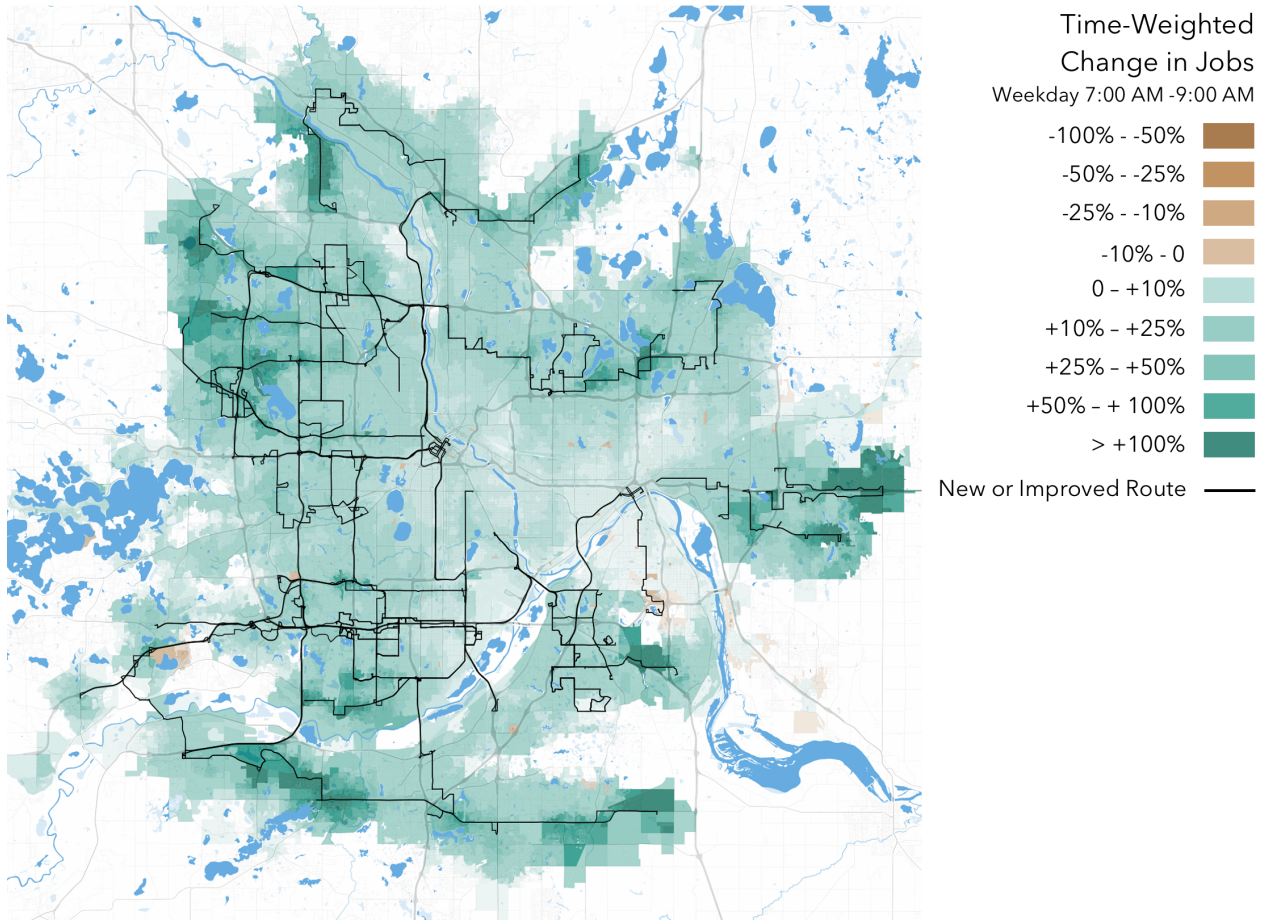 Time-Weighted
Change in Jobs
Weekday 7:00 AM -9:00 AM
-100% - -50%
-50% - -25%
-25% - -10%
-10% - 0
0 – +10%
+10% – +25%
+25% – +50%
+50% – + 100%
> +100%
New or Improved Route